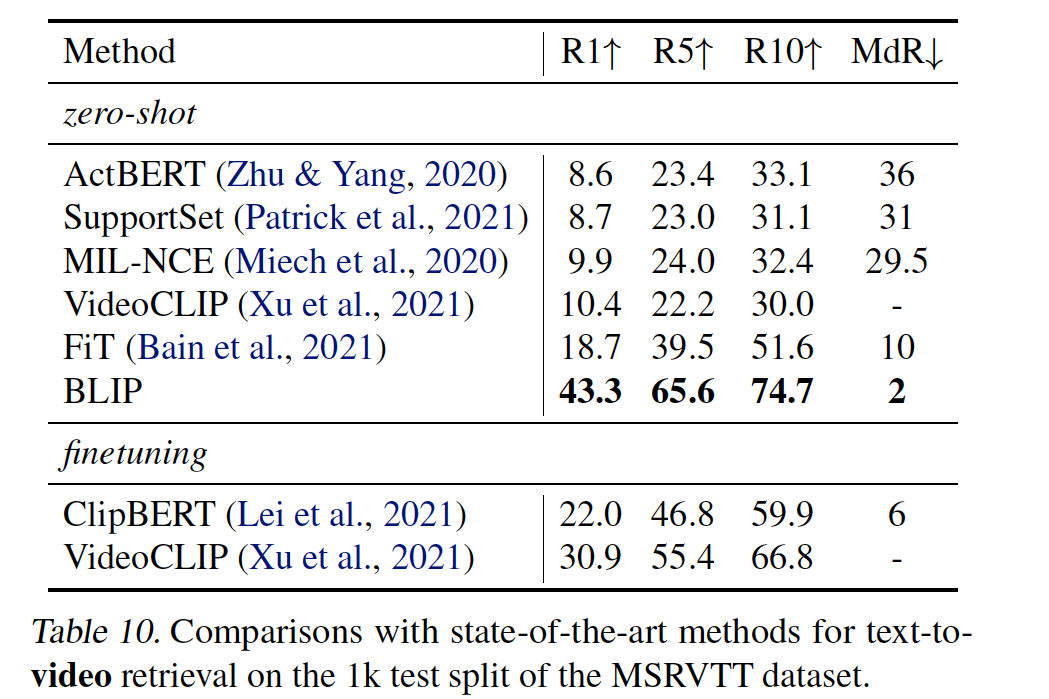 Method R1↑ R5↑ R10↑ MdR↓
zero-shot
ActBERT (Zhu & Yang, 2020) 8.6 23.4 33.1 36
SupportSet (Patrick et al., 2021) 8.7 23.0 31.1 31
MIL-NCE (Miech et al., 2020) 9.9 24.0 32.4 29.5
VideoCLIP (Xu et al., 2021) 10.4 22.2 30.0 -
FiT (Bain et al., 2021) 18.7 39.5 51.6 10
BLIP 43.3 65.6 74.7 2
finetuning
ClipBERT (Lei et al., 2021) 22.0 46.8 59.9 6
VideoCLIP (Xu et al., 2021) 30.9 55.4 66.8 -
Table 10. Comparisons with state-of-the-art methods for text-to-
video retrieval on the 1k test split of the MSRVTT dataset.